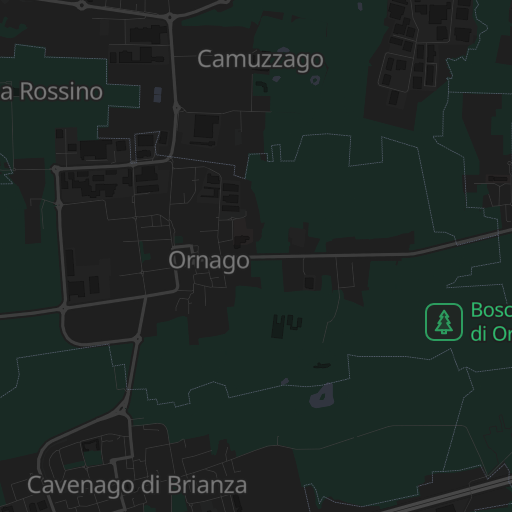 Camuzzago
a Rossino
Ornago
Bosc
di Or
Cavenago di Brianza